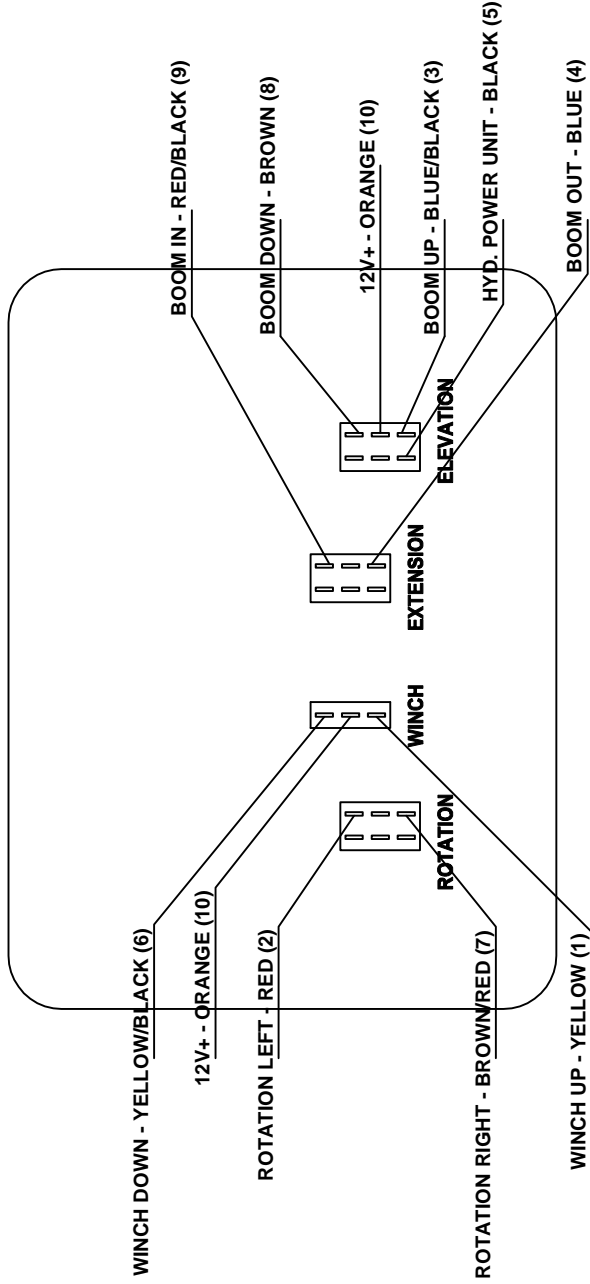 BOOM IN - RED/BLACK (9)
BOOM DOWN - BROWN (8)
12V+ - ORANGE (10)
BOOM UP - BLUE/BLACK (3)
HYD. POWER UNIT - BLACK (5)
BOOM OUT - BLUE (4)
ELEVATION
EXTENSION
WINCH
ROTATION
WINCH DOWN - YELLOW/BLACK (6)
12V+ - ORANGE (10)
ROTATION LEFT - RED (2)
ROTATION RIGHT - BROWN/RED (7)
WINCH UP - YELLOW (1)